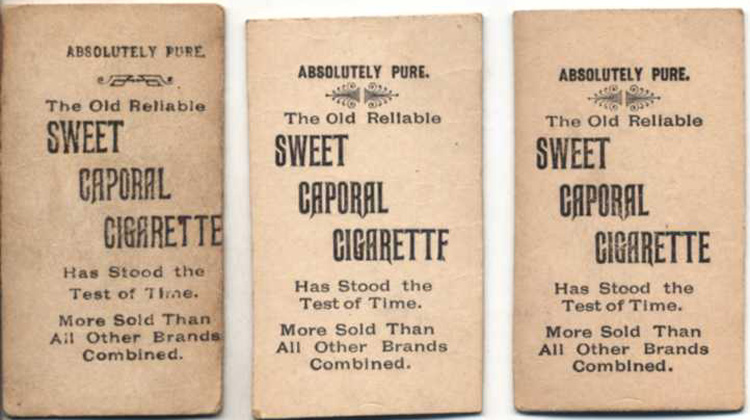 ABSOLUTELY PURE.
The Old Reliable
SWEET
CAPORAL
CIGARETTE
Has Stood the
Test of Time.
More Sold Than
All Other Brands
Combined.
ABSOLUTELY PURE.
The Old Reliable
SWEET
CAPORAL
CIGARETTE
Has Stood the
Test of Time.
More Sold Than
All Other Brands
Combined.
ABSOLUTELY PURE.
The Old Reliable
SWEET
CAPORAL
CIGARETTE
Has Stood the
Test of Time.
More Sold Than
All Other Brands
Combined.